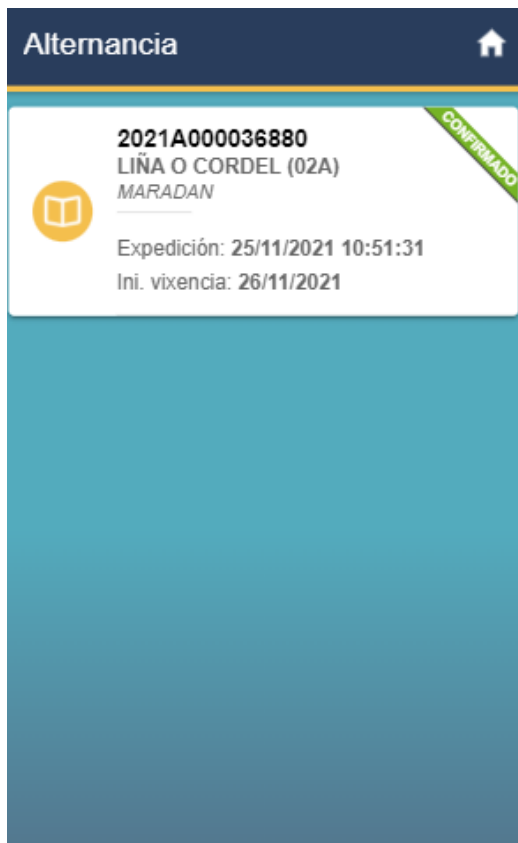 Alternancia
2021A000036880
CONFIRMADO
LIÑA O CORDEL (02A)
MARADAN
Expedición: 25/11/2021 10:51:31
Ini. vixencia: 26/11/2021